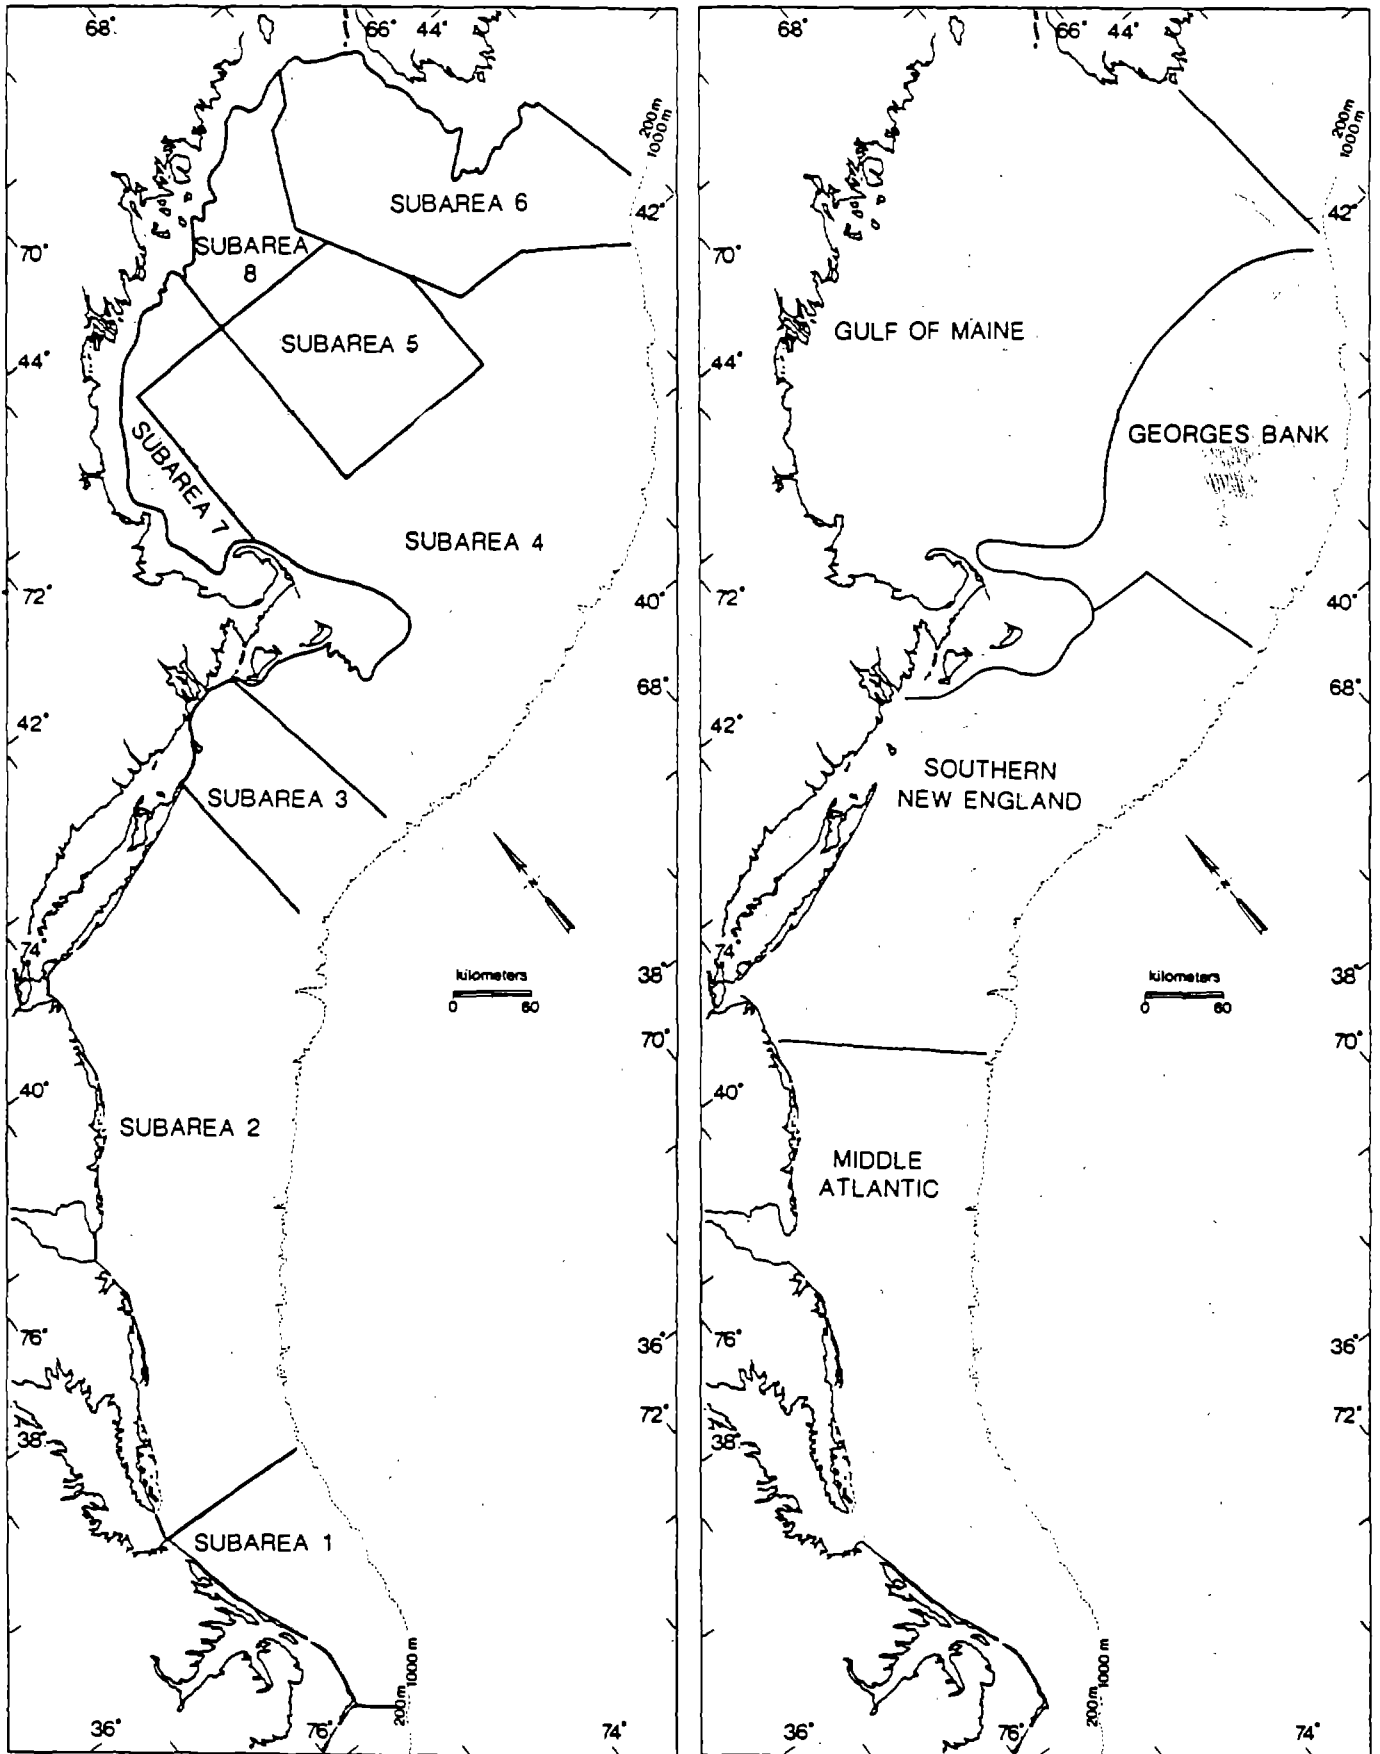 68°
66°
44°
200m
1000m
SUBAREA 6
42°
70°
SUBAREA
8
SUBAREA 5
44°
SUBAREA 7
SUBAREA 4
72°
40°
68°
42°
SUBAREA 3
N
74°
38°
kilometers
0 60
70°
40°
SUBAREA 2
76°
36°
72°
38°
SUBAREA 1
200m
1000m
36°
76°
74°
68°
66°
44°
200m
1000m
42°
70°
GULF OF MAINE
44°
GEORGES BANK
72°
40°
68°
42°
SOUTHERN
NEW ENGLAND
N
74°
38°
kilometers
0 60
70°
40°
MIDDLE
ATLANTIC
76°
36°
72°
38°
200m
1000m
36°
76°
74°